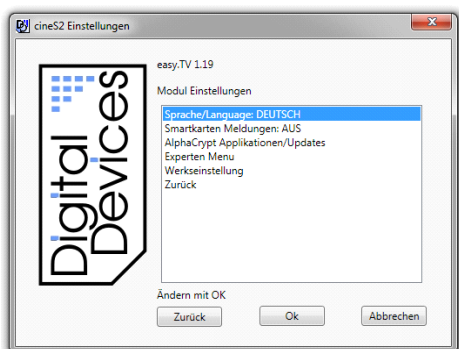 cineS2 Einstellungen
Digital
Devices
easy.TV 1.19
Modul Einstellungen
Sprache/Language: DEUTSCH
Smartkarten Meldungen: AUS
AlphaCrypt Applikationen/Updates
Experten Menu
Werkseinstellung
Zurück
Ändern mit OK
Zurück
Ok
Abbrechen